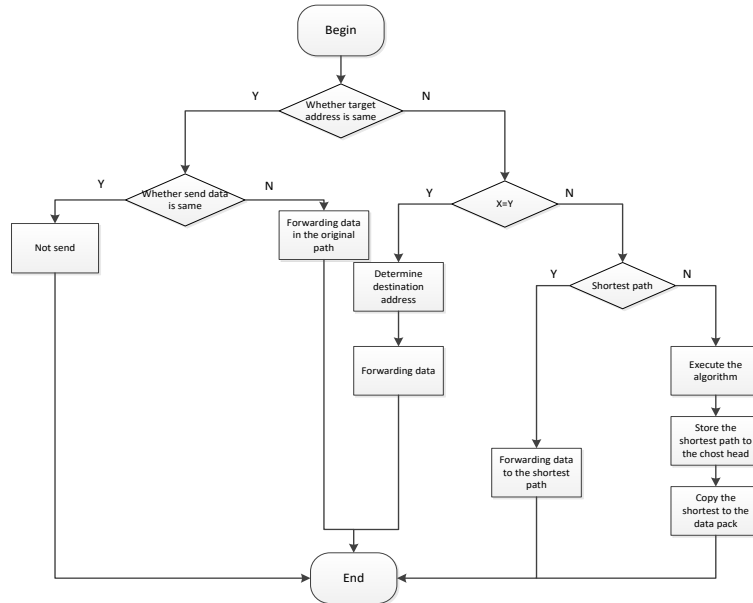 Begin
Y
N
Whether target
address is same
Y
Whether send data
is same
N
Y
X=Y
N
Not send
Forwarding data
in the original
path
Determine
destination
address
Y
Shortest path
N
Forwarding data
Execute the
algorithm
Store the
shortest path to
the chost head
Forwarding data
to the shortest
path
Copy the
shortest to the
data pack
End